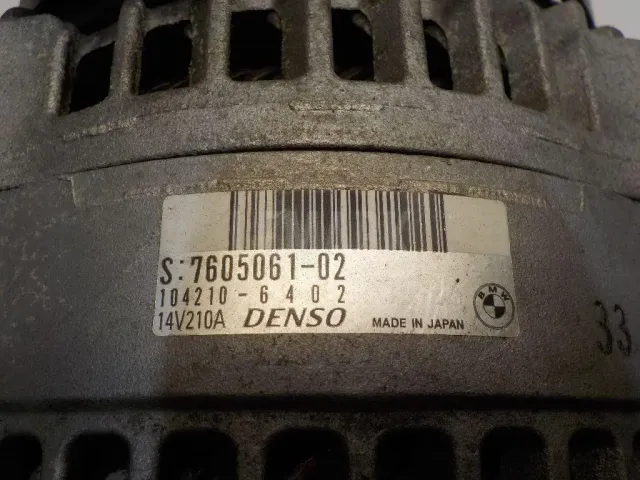 S:7605061-02
104210-6402
14V210A DENSO MADE IN JAPAN
BMW
33